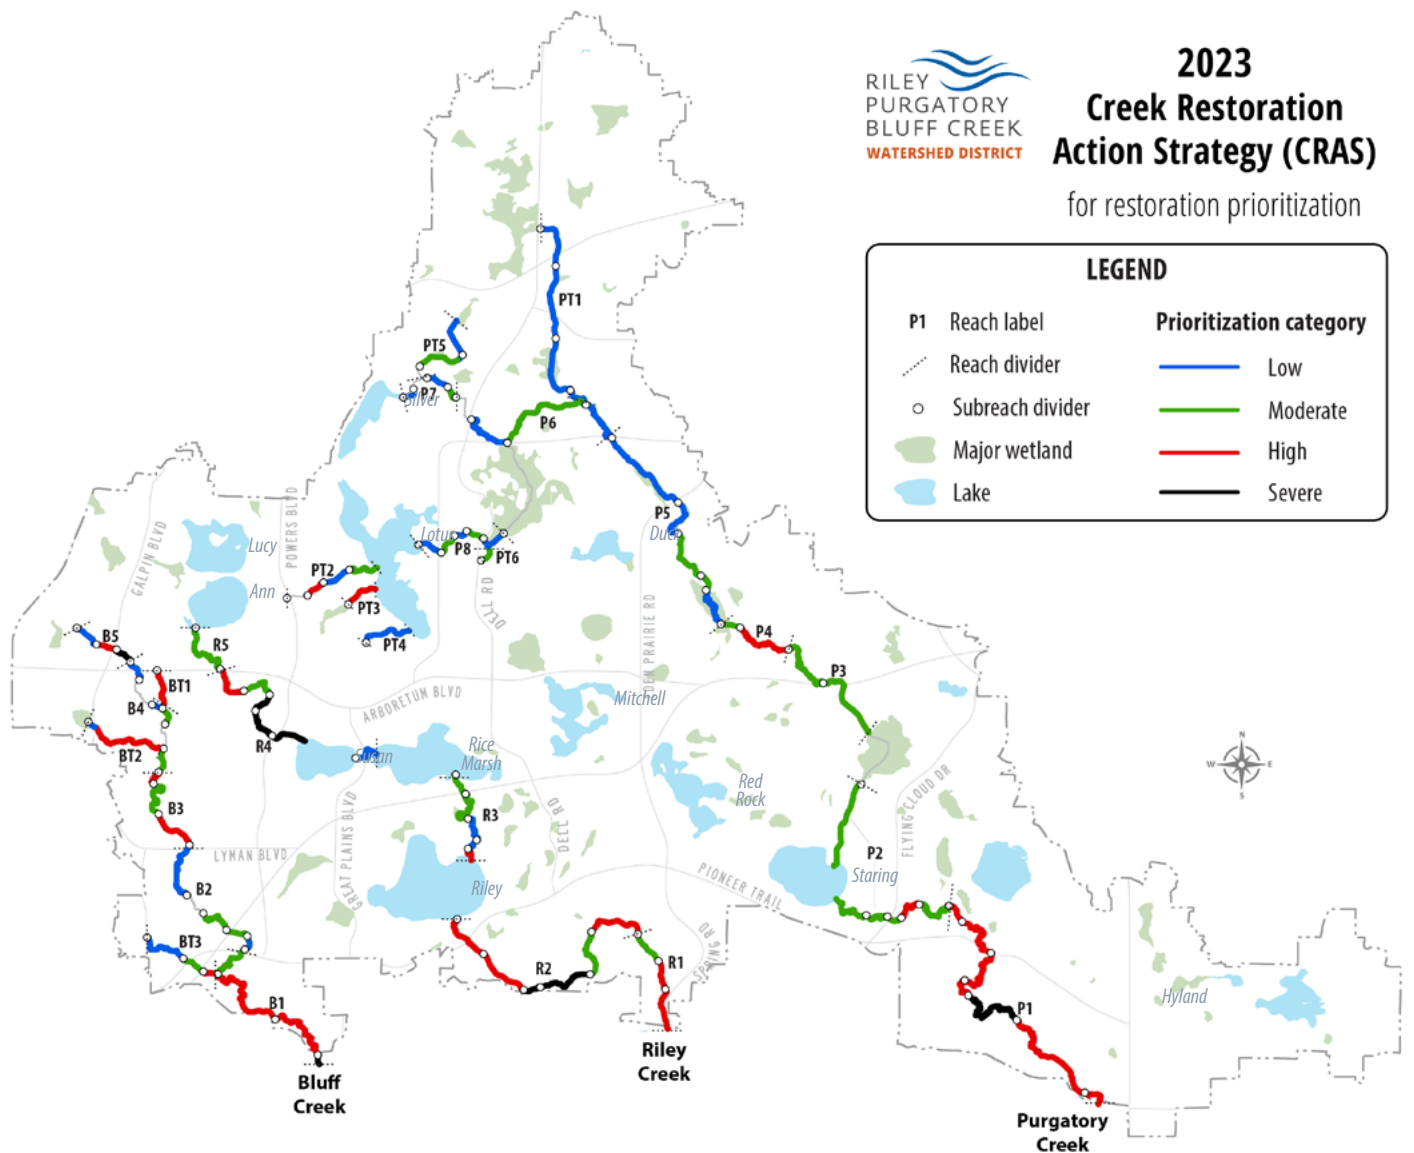 RILEY
PURGATORY
BLUFF CREEK
WATERSHED DISTRICT
2023
Creek Restoration
Action Strategy (CRAS)
for restoration prioritization
LEGEND
P1 Reach label
Reach divider
Subreach divider
Major wetland
Lake
Prioritization category
Low
Moderate
High
Severe
PT1
PT5
P7
Silver
P6
P5
Duck
Lotus
P8
PT6
POWERS BLVD
GALPIN BLVD
Lucy
Ann
PT2
PT3
PT4
DELL RD
DEN PRAIRIE RD
P4
P3
B5
R5
BT1
B4
BT2
R4
ARBORETUM BLVD
Mitchell
usan
Rice
Marsh
Red
Rock
N
W E
S
B3
R3
LYMAN BLVD
GREAT PLAINS BLVD
DELL RD
FLYING CLOUD DR
P2
Staring
Riley
PIONEER TRAIL
B2
BT3
R2
R1
SPRING RD
B1
P1
Hyland
Bluff
Creek
Riley
Creek
Purgatory
Creek